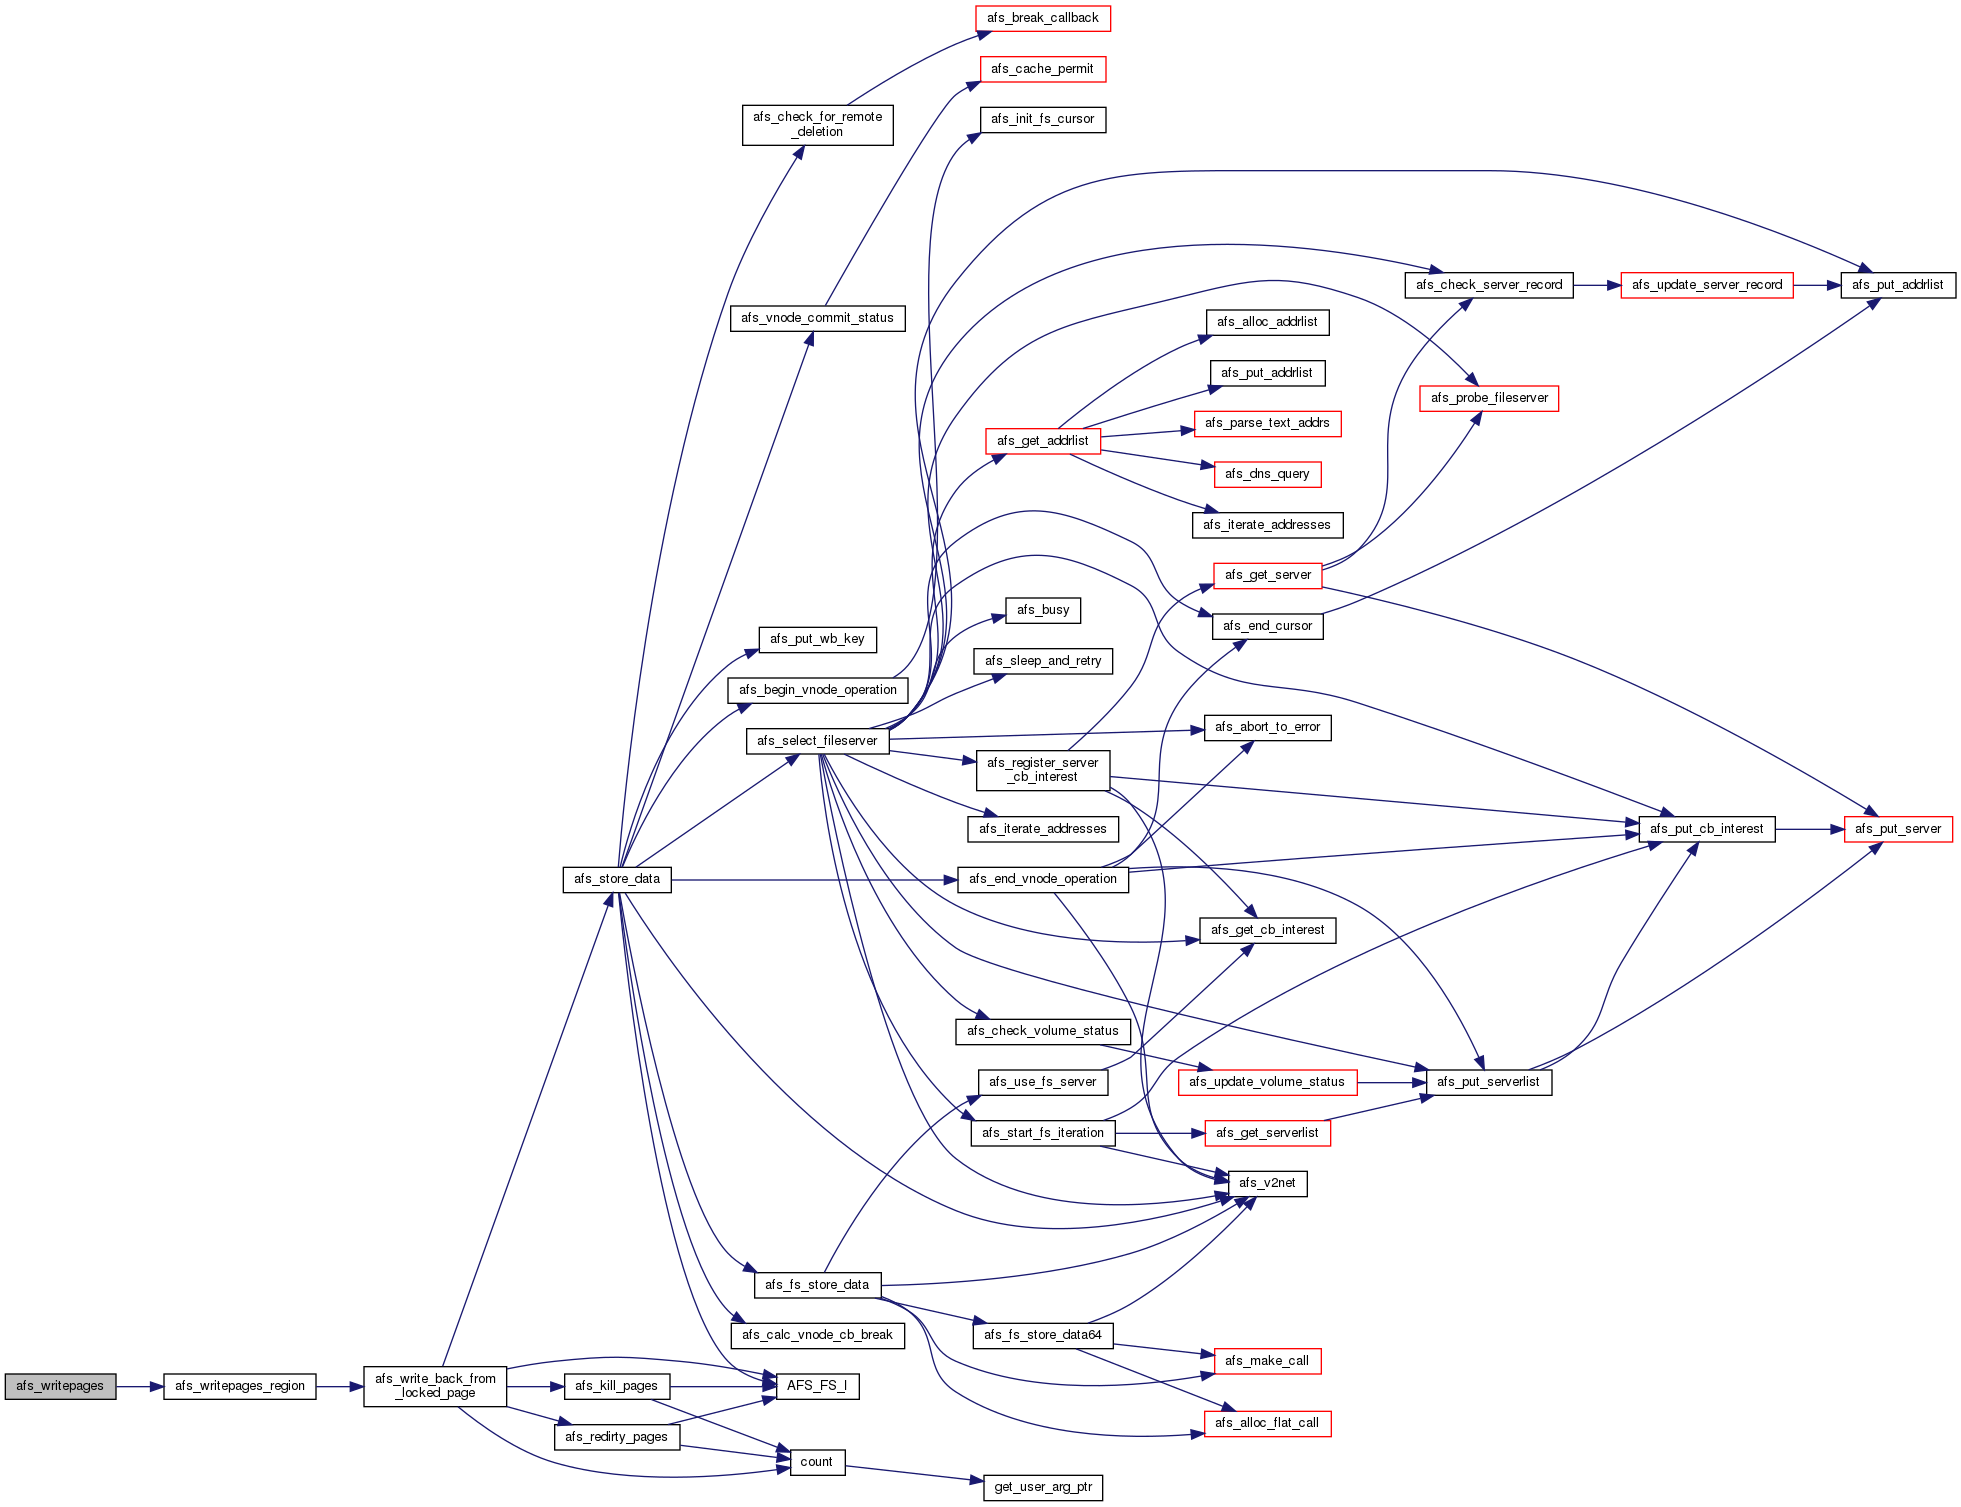 afs_break_callback
afs_cache_permit
afs_check_for_remote
_deletion
afs_init_fs_cursor
afs_check_server_record
afs_update_server_record
afs_put_addrlist
afs_vnode_commit_status
afs_alloc_addrlist
afs_put_addrlist
afs_probe_fileserver
afs_get_addrlist
afs_parse_text_addrs
afs_dns_query
afs_iterate_addresses
afs_get_server
afs_busy
afs_end_cursor
afs_put_wb_key
afs_sleep_and_retry
afs_begin_vnode_operation
afs_abort_to_error
afs_select_fileserver
afs_register_server
_cb_interest
afs_iterate_addresses
afs_put_cb_interest
afs_put_server
afs_store_data
afs_end_vnode_operation
afs_get_cb_interest
afs_check_volume_status
afs_use_fs_server
afs_update_volume_status
afs_put_serverlist
afs_start_fs_iteration
afs_get_serverlist
afs_v2net
afs_fs_store_data
afs_calc_vnode_cb_break
afs_fs_store_data64
afs_make_call
afs_writepages
afs_writepages_region
afs_write_back_from
_locked_page
afs_kill_pages
AFS_FS_I
afs_alloc_flat_call
afs_redirty_pages
count
get_user_arg_ptr